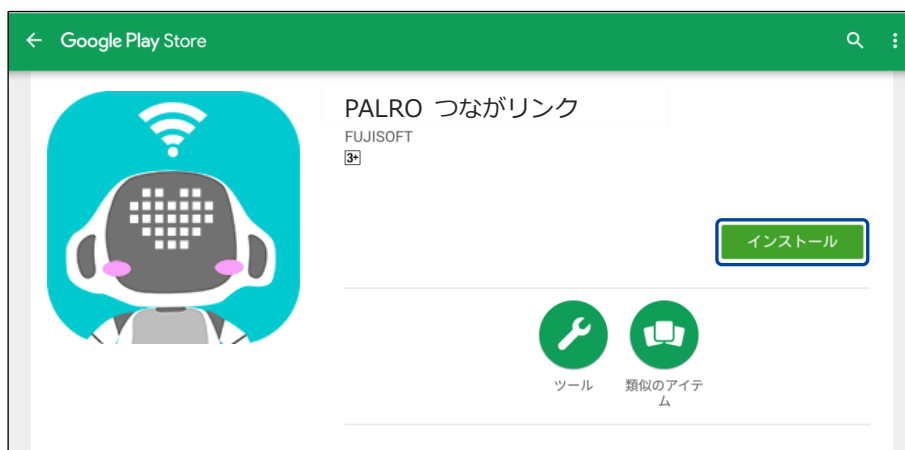 Google Play Store
PALRO つながリンク
FUJISOFT
3+
インストール
ツール
類似のアイテ
ム